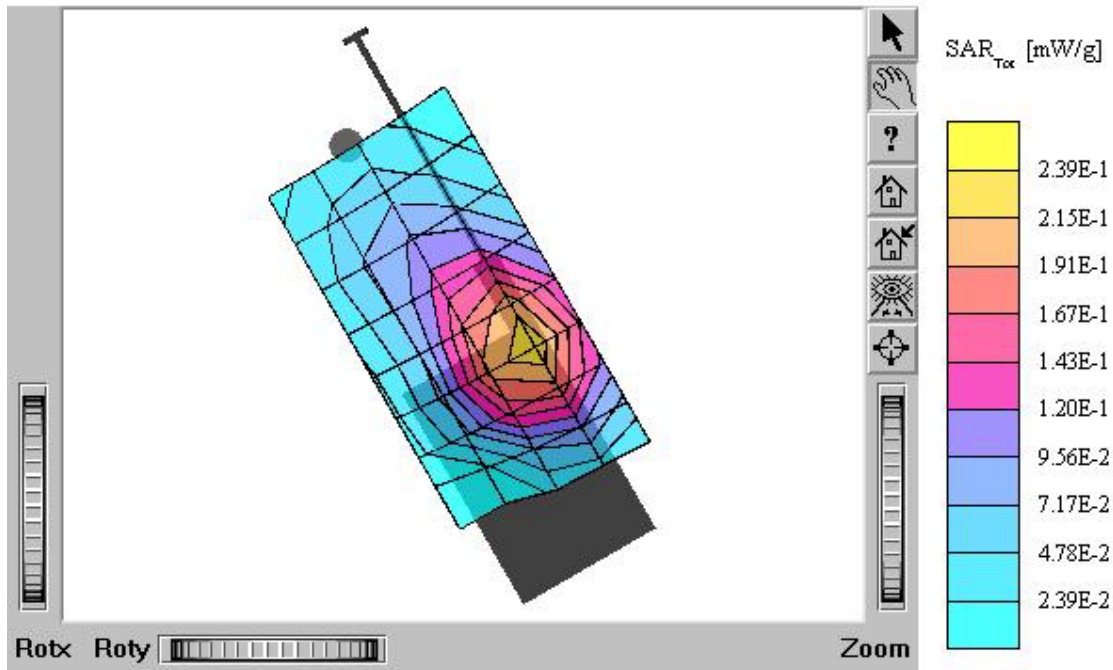 ?
SAR_Tot [mW/g]
2.39E-1
2.15E-1
1.91E-1
1.67E-1
1.43E-1
1.20E-1
9.56E-2
7.17E-2
4.78E-2
2.39E-2
Rotx Roty Zoom